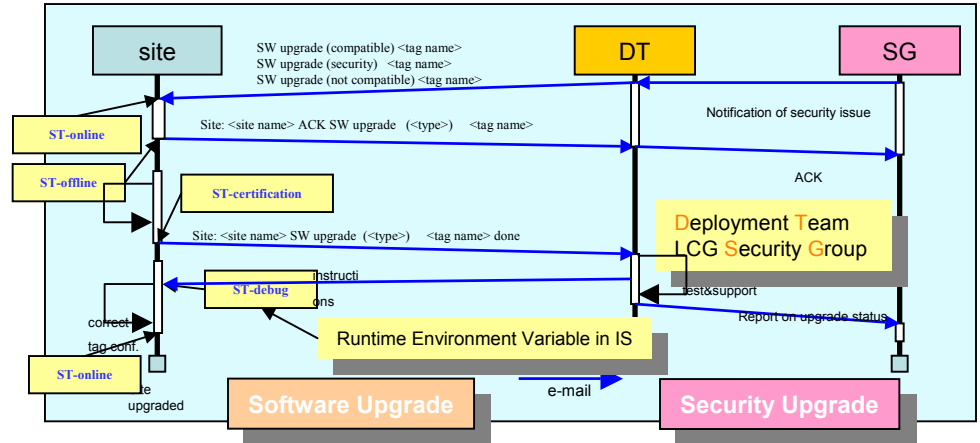 site
DT
SG
SW upgrade (compatible) <tag name>
SW upgrade (security) <tag name>
SW upgrade (not compatible) <tag name>
Notification of security issue
ST-online
Site: <site name> ACK SW upgrade (<type>) <tag name>
ST-offline
ACK
ST-certification
Deployment Team
LCG Security Group
Site: <site name> SW upgrade (<type>) <tag name> done
instructi
ons
ST-debug
test&support
correct
tag conf.
Report on upgrade status
Runtime Environment Variable in IS
ST-online
te
upgraded
e-mail
Software Upgrade
Security Upgrade